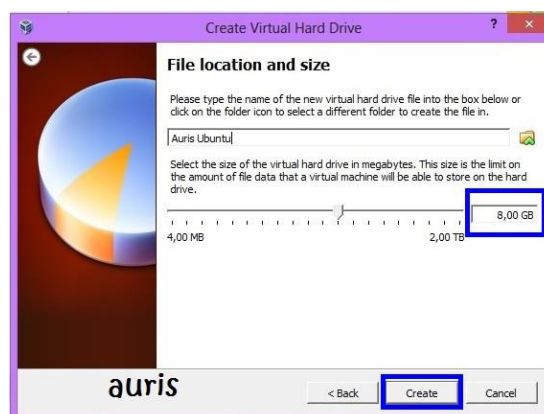 Create Virtual Hard Drive
?
File location and size
Please type the name of the new virtual hard drive file into the box below or
click on the folder icon to select a different folder to create the file in.
Auris Ubuntu
Select the size of the virtual hard drive in megabytes. This size is the limit on
the amount of file data that a virtual machine will be able to store on the hard
drive.
8,00 GB
4,00 MB 2,00 TB
auris
< Back Create Cancel